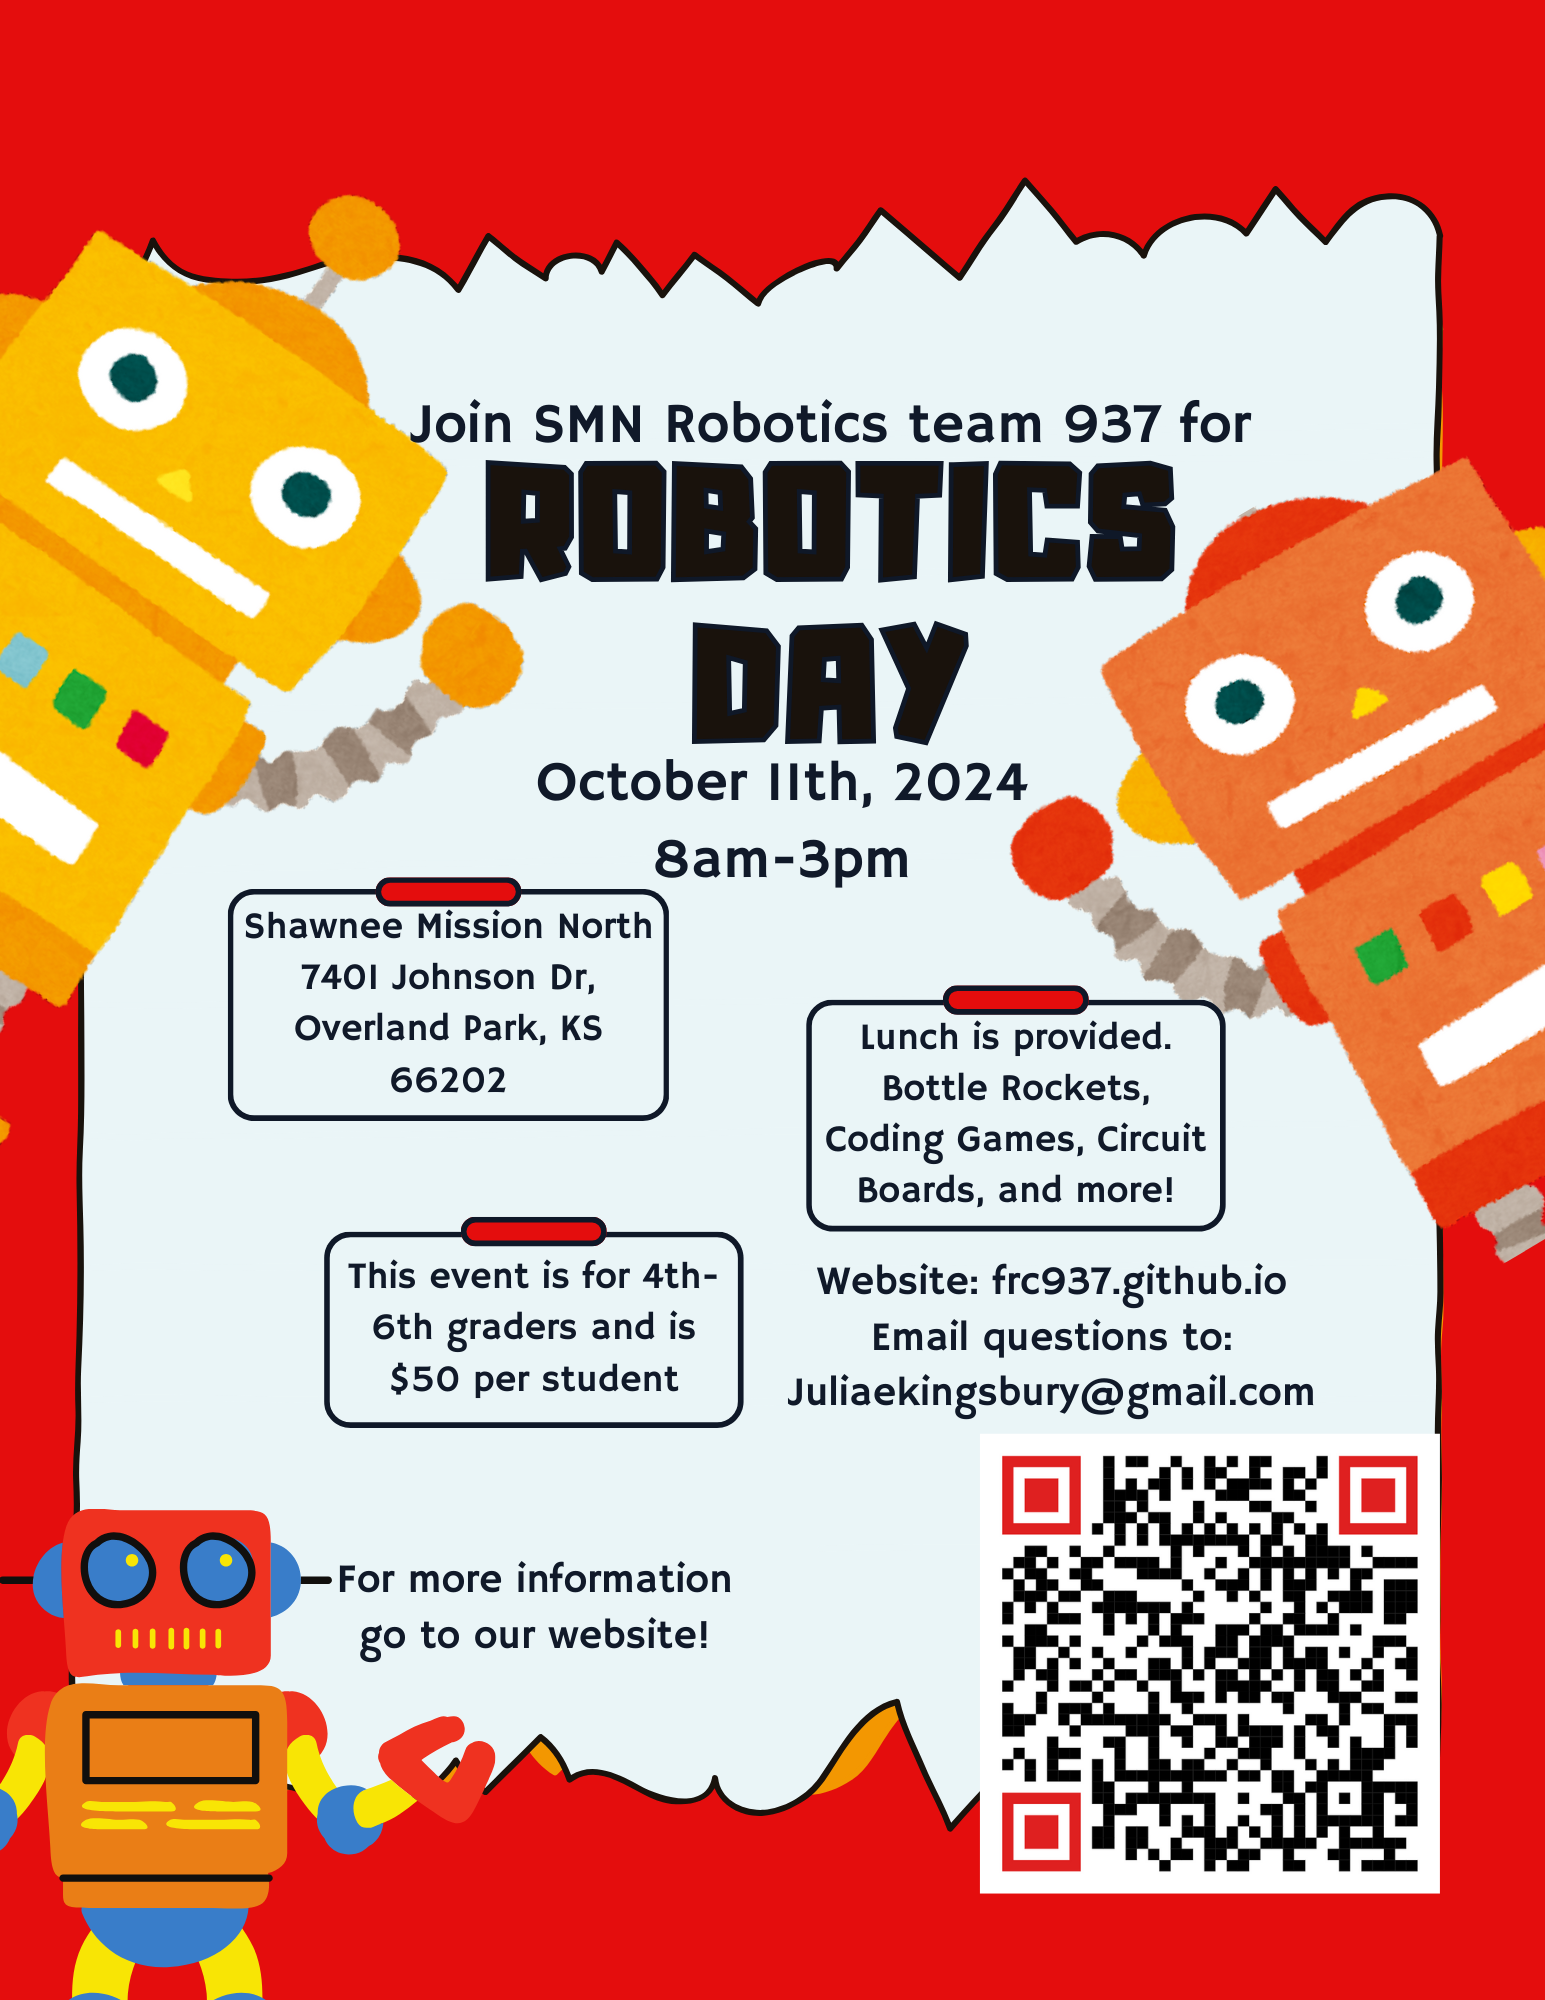 Join SMN Robotics team 937 for
ROBOTICS
DAY
October 11th, 2024
8am-3pm
Shawnee Mission North
7401 Johnson Dr,
Overland Park, KS
66202
Lunch is provided.
Bottle Rockets,
Coding Games, Circuit
Boards, and more!
This event is for 4th-
6th graders and is
$50 per student
Website: frc937.github.io
Email questions to:
Juliaekingsbury@gmail.com
For more information
go to our website!